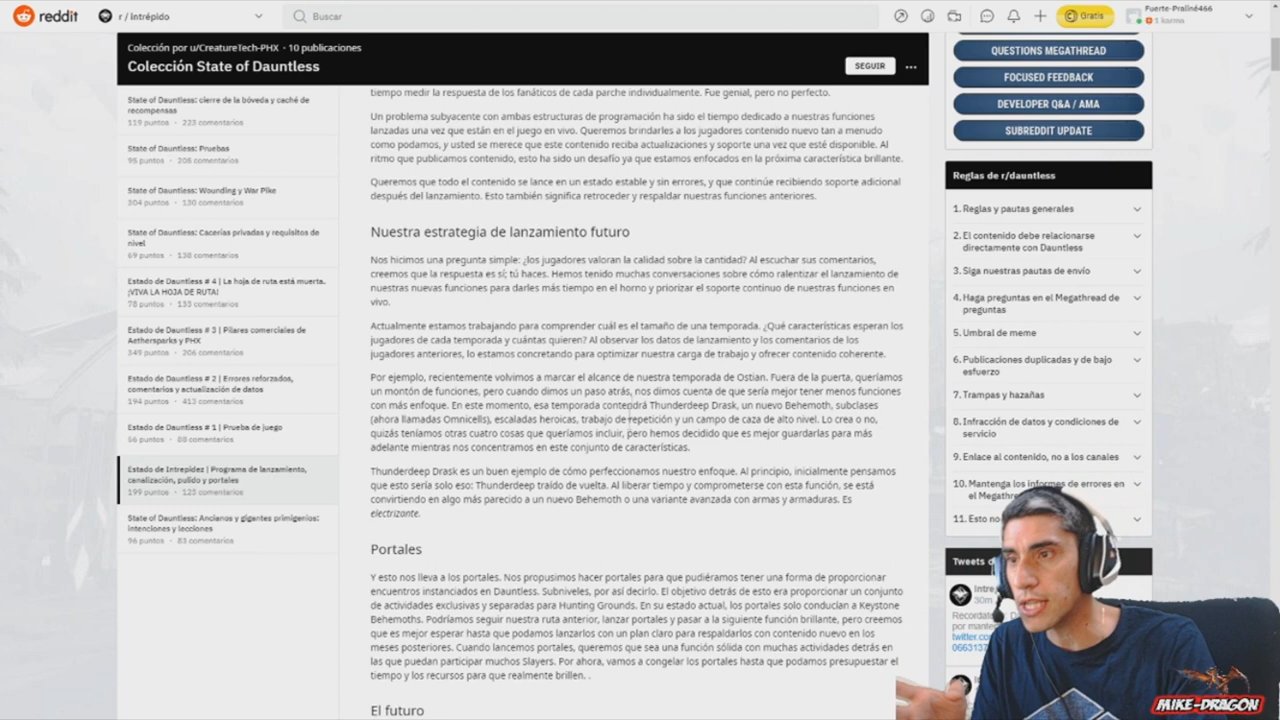 reddit
r / Intrépido
Buscar
Gratis
Fuerte-Praliné466
1 karma
Colección por u/CreatureTech-PHX · 10 publicaciones
Colección State of Dauntless
SEGUIR
State of Dauntless: cierre de la bóveda y caché de
recompensas
119 puntos · 223 comentarios
State of Dauntless: Pruebas
95 puntos · 206 comentarios
State of Dauntless: Wounding y War Pike
304 puntos · 130 comentarios
State of Dauntless: Cacerías privadas y requisitos de
nivel
69 puntos · 138 comentarios
Estado de Dauntless # 4 | La hoja de ruta está muerta.
¡VIVA LA HOJA DE RUTA!
78 puntos · 133 comentarios
Estado de Dauntless # 3 | Pilares comerciales de
Aethersparks y PHX
349 puntos · 206 comentarios
Estado de Dauntless # 2 | Errores reforzados,
comentarios y actualización de datos
194 puntos · 413 comentarios
Estado de Dauntless # 1 | Prueba de juego
56 puntos · 88 comentarios
Estado de Intrepidez | Programa de lanzamiento,
canalización, pulido y portales
199 puntos · 123 comentarios
State of Dauntless: Ancianos y gigantes primigenios:
intenciones y lecciones
96 puntos · 83 comentarios
tiempo medir la respuesta de los fanáticos de cada parche individualmente. Fue genial, pero no perfecto.
Un problema subyacente con ambas estructuras de programación ha sido el tiempo dedicado a nuestras funciones
lanzadas una vez que están en el juego en vivo. Queremos brindarles a los jugadores contenido nuevo tan a menudo
como podamos, y usted se merece que este contenido reciba actualizaciones y soporte una vez que esté disponible. Al
ritmo que publicamos contenido, esto ha sido un desafío ya que estamos enfocados en la próxima característica brillante.
Queremos que todo el contenido se lance en un estado estable y sin errores, y que continúe recibiendo soporte adicional
después del lanzamiento. Esto también significa retroceder y respaldar nuestras funciones anteriores.
Nuestra estrategia de lanzamiento futuro
Nos hicimos una pregunta simple: ¿los jugadores valoran la calidad sobre la cantidad? Al escuchar sus comentarios,
creemos que la respuesta es sí; tú haces. Hemos tenido muchas conversaciones sobre cómo ralentizar el lanzamiento de
nuestras nuevas funciones para darles más tiempo en el horno y priorizar el soporte continuo de nuestras funciones en
vivo.
Actualmente estamos trabajando para comprender cuál es el tamaño de una temporada. ¿Qué características esperan los
jugadores de cada temporada y cuántas quieren? Al observar los datos de lanzamiento y los comentarios de los
jugadores anteriores, lo estamos concretando para optimizar nuestra carga de trabajo y ofrecer contenido coherente.
Por ejemplo, recientemente volvimos a marcar el alcance de nuestra temporada de Ostian. Fuera de la puerta, queríamos
un montón de funciones, pero cuando dimos un paso atrás, nos dimos cuenta de que sería mejor tener menos funciones
con más enfoque. En este momento, esa temporada contendrá Thunderdeep Drask, un nuevo Behemoth, subclases
(ahora llamadas Omnicells), escaladas heroicas, trabajo de repetición y un campo de caza de alto nivel. Lo crea o no,
quizás teníamos otras cuatro cosas que queríamos incluir, pero hemos decidido que es mejor guardarlas para más
adelante mientras nos concentramos en este conjunto de características.
Thunderdeep Drask es un buen ejemplo de cómo perfeccionamos nuestro enfoque. Al principio, inicialmente pensamos
que esto sería solo eso: Thunderdeep traído de vuelta. Al liberar tiempo y comprometerse con esta función, se está
convirtiendo en algo más parecido a un nuevo Behemoth o una variante avanzada con armas y armaduras. Es
electrizante.
Portales
Y esto nos lleva a los portales. Nos propusimos hacer portales para que pudiéramos tener una forma de proporcionar
encuentros instanciados en Dauntless. Subniveles, por así decirlo. El objetivo detrás de esto era proporcionar un conjunto
de actividades exclusivas y separadas para Hunting Grounds. En su estado actual, los portales solo conducían a Keystone
Behemoths. Podríamos seguir nuestra ruta anterior, lanzar portales y pasar a la siguiente función brillante, pero creemos
que es mejor esperar hasta que podamos lanzarlos con un plan claro para respaldarlos con contenido nuevo en los
meses posteriores. Cuando lancemos portales, queremos que sea una función sólida con muchas actividades detrás en
las que puedan participar muchos Slayers. Por ahora, vamos a congelar los portales hasta que podamos presupuestar el
tiempo y los recursos para que realmente brillen. .
El futuro
QUESTIONS MEGATHREAD
FOCUSED FEEDBACK
DEVELOPER Q&A / AMA
SUBREDDIT UPDATE
Reglas de r/dauntless
1. Reglas y pautas generales
2. El contenido debe relacionarse
directamente con Dauntless
3. Siga nuestras pautas de envío
4. Haga preguntas en el Megathread de
preguntas
5. Umbral de meme
6. Publicaciones duplicadas y de bajo
esfuerzo
7. Trampas y hazañas
8. Infracción de datos y condiciones de
servicio
9. Enlace al contenido, no a los canales
10. Mantenga los informes de errores en
el Megathre
11. Esto no
Tweets
30m
por
twitter.
MIKE-DRAGON